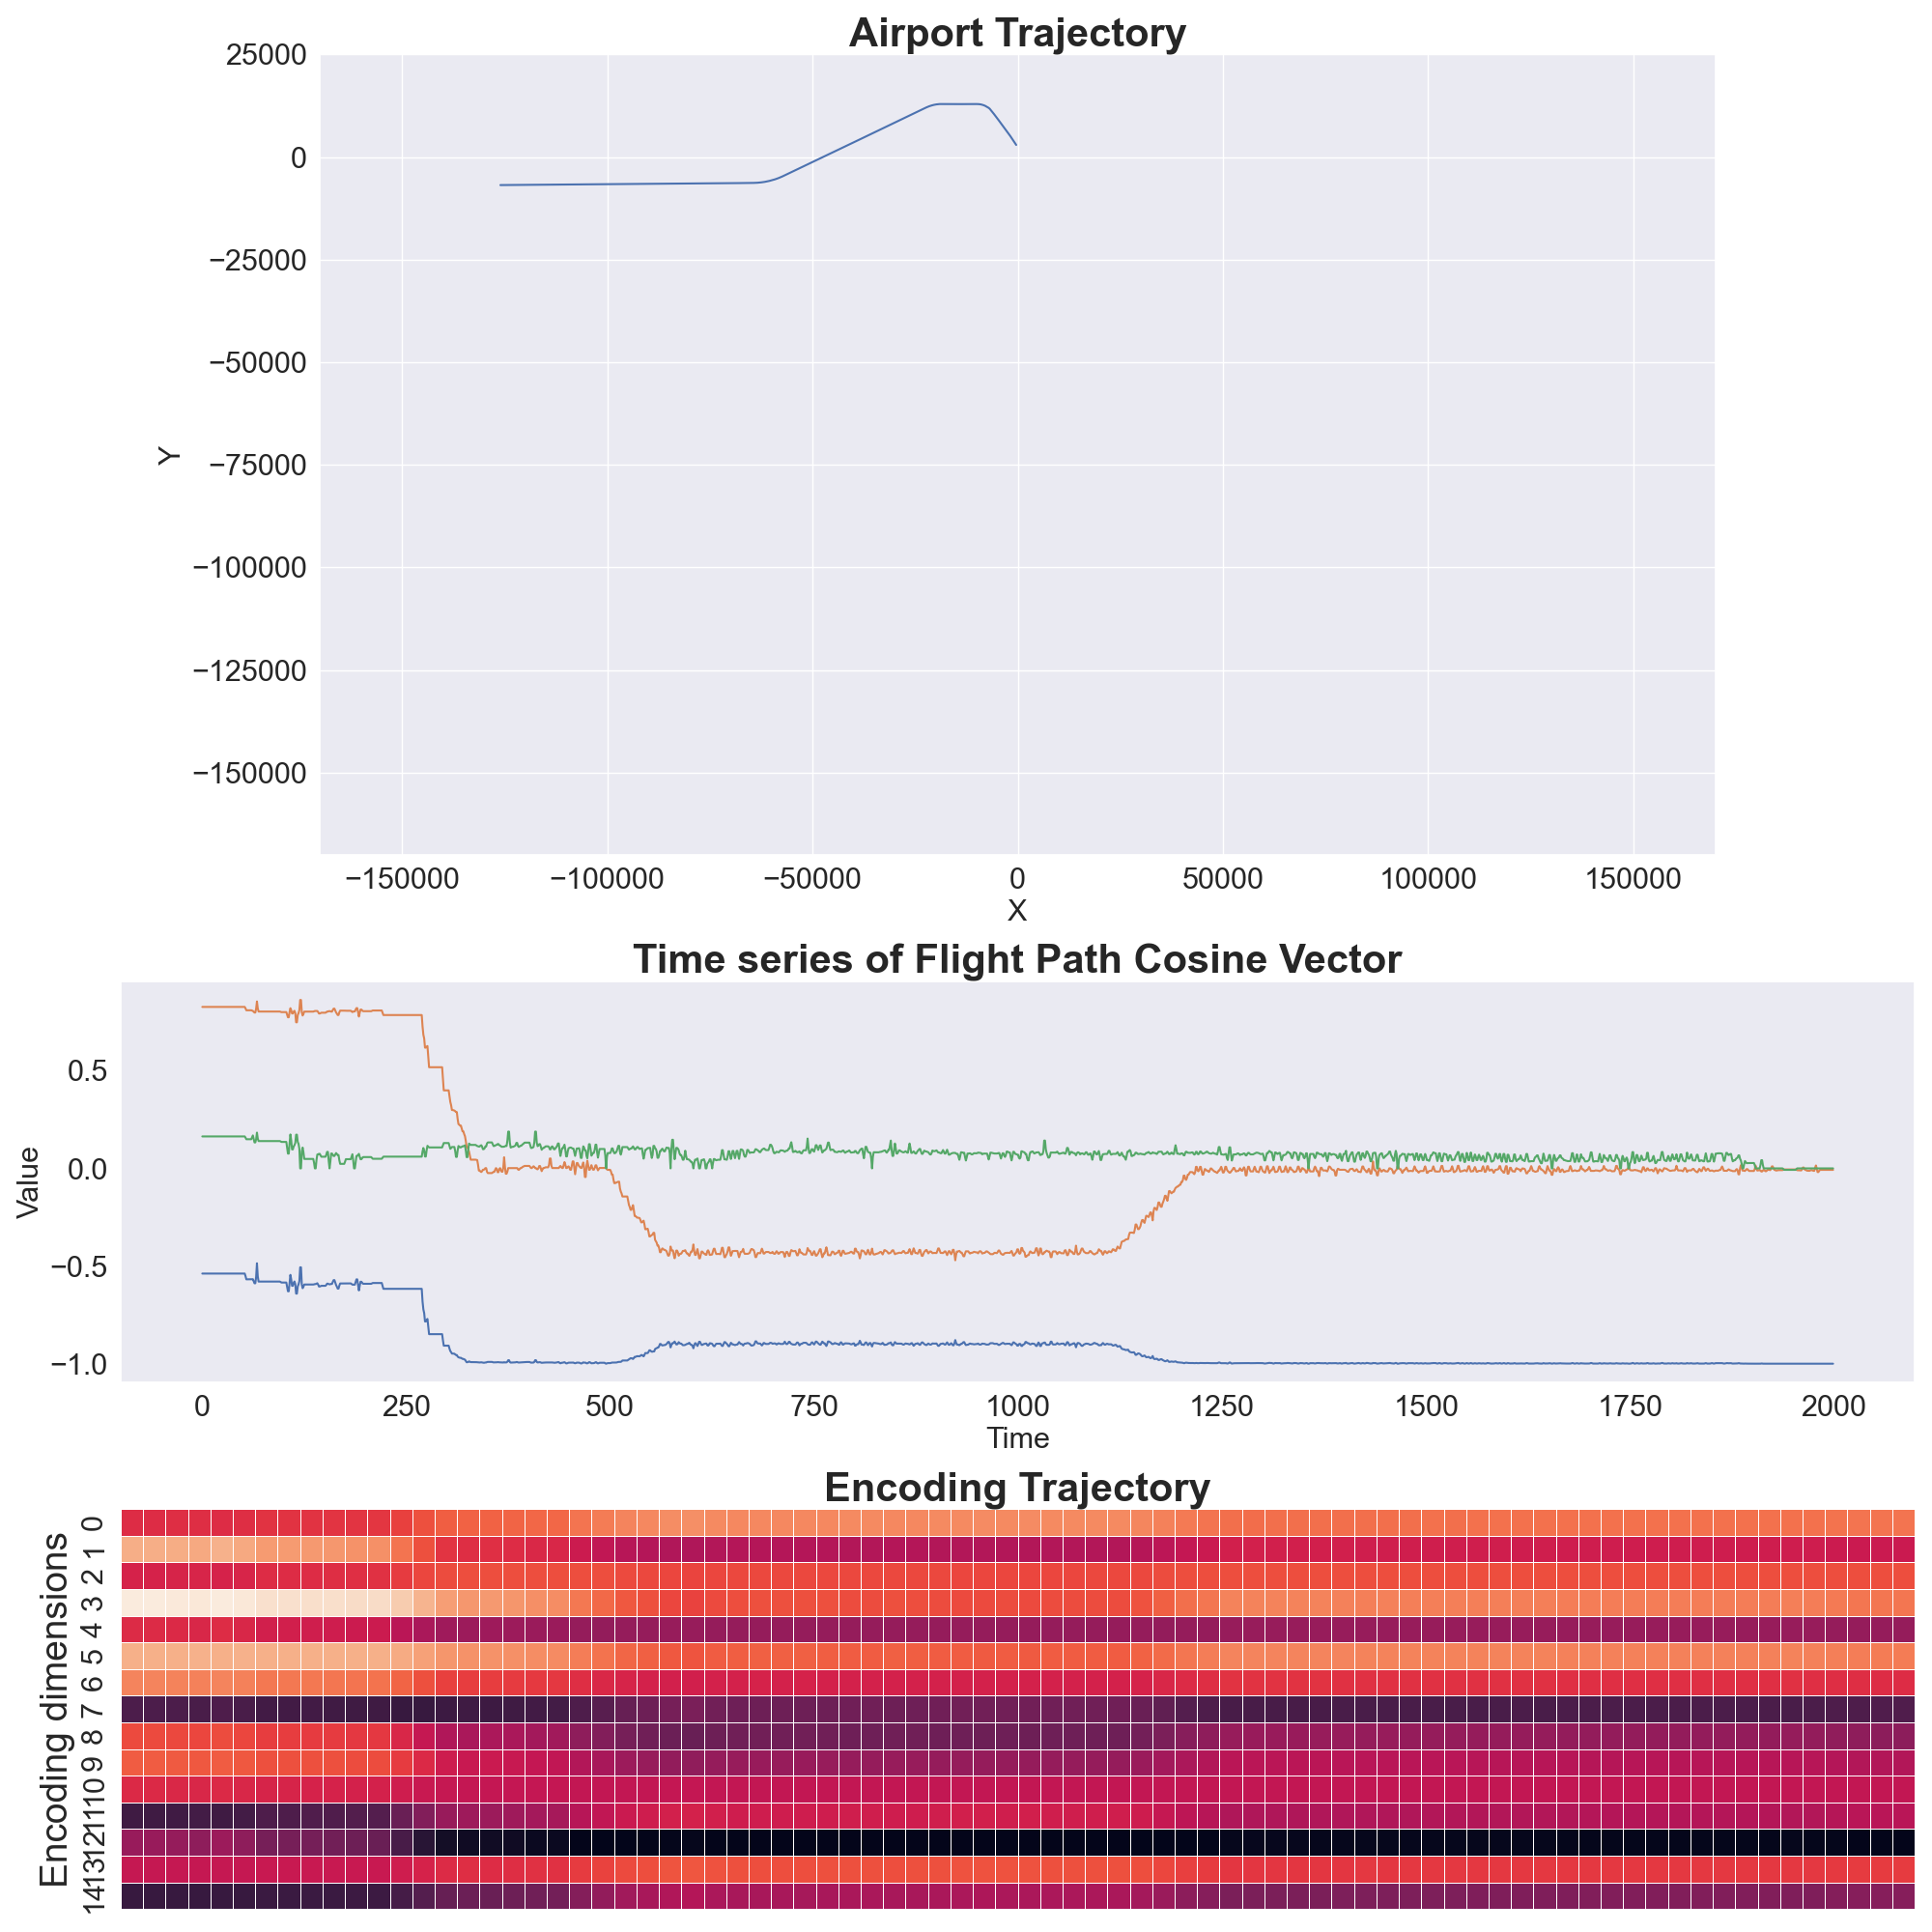 Airport Trajectory
25000
0
−25000
−50000
−75000
−100000
−125000
−150000
Y
−150000 −100000 −50000 0 50000 100000 150000
X
Time series of Flight Path Cosine Vector
0.5
0.0
−0.5
−1.0
Value
0 250 500 750 1000 1250 1500 1750 2000
Time
Encoding Trajectory
Encoding dimensions
0
1
2
3
4
5
6
7
8
9
10
11
12
13
14